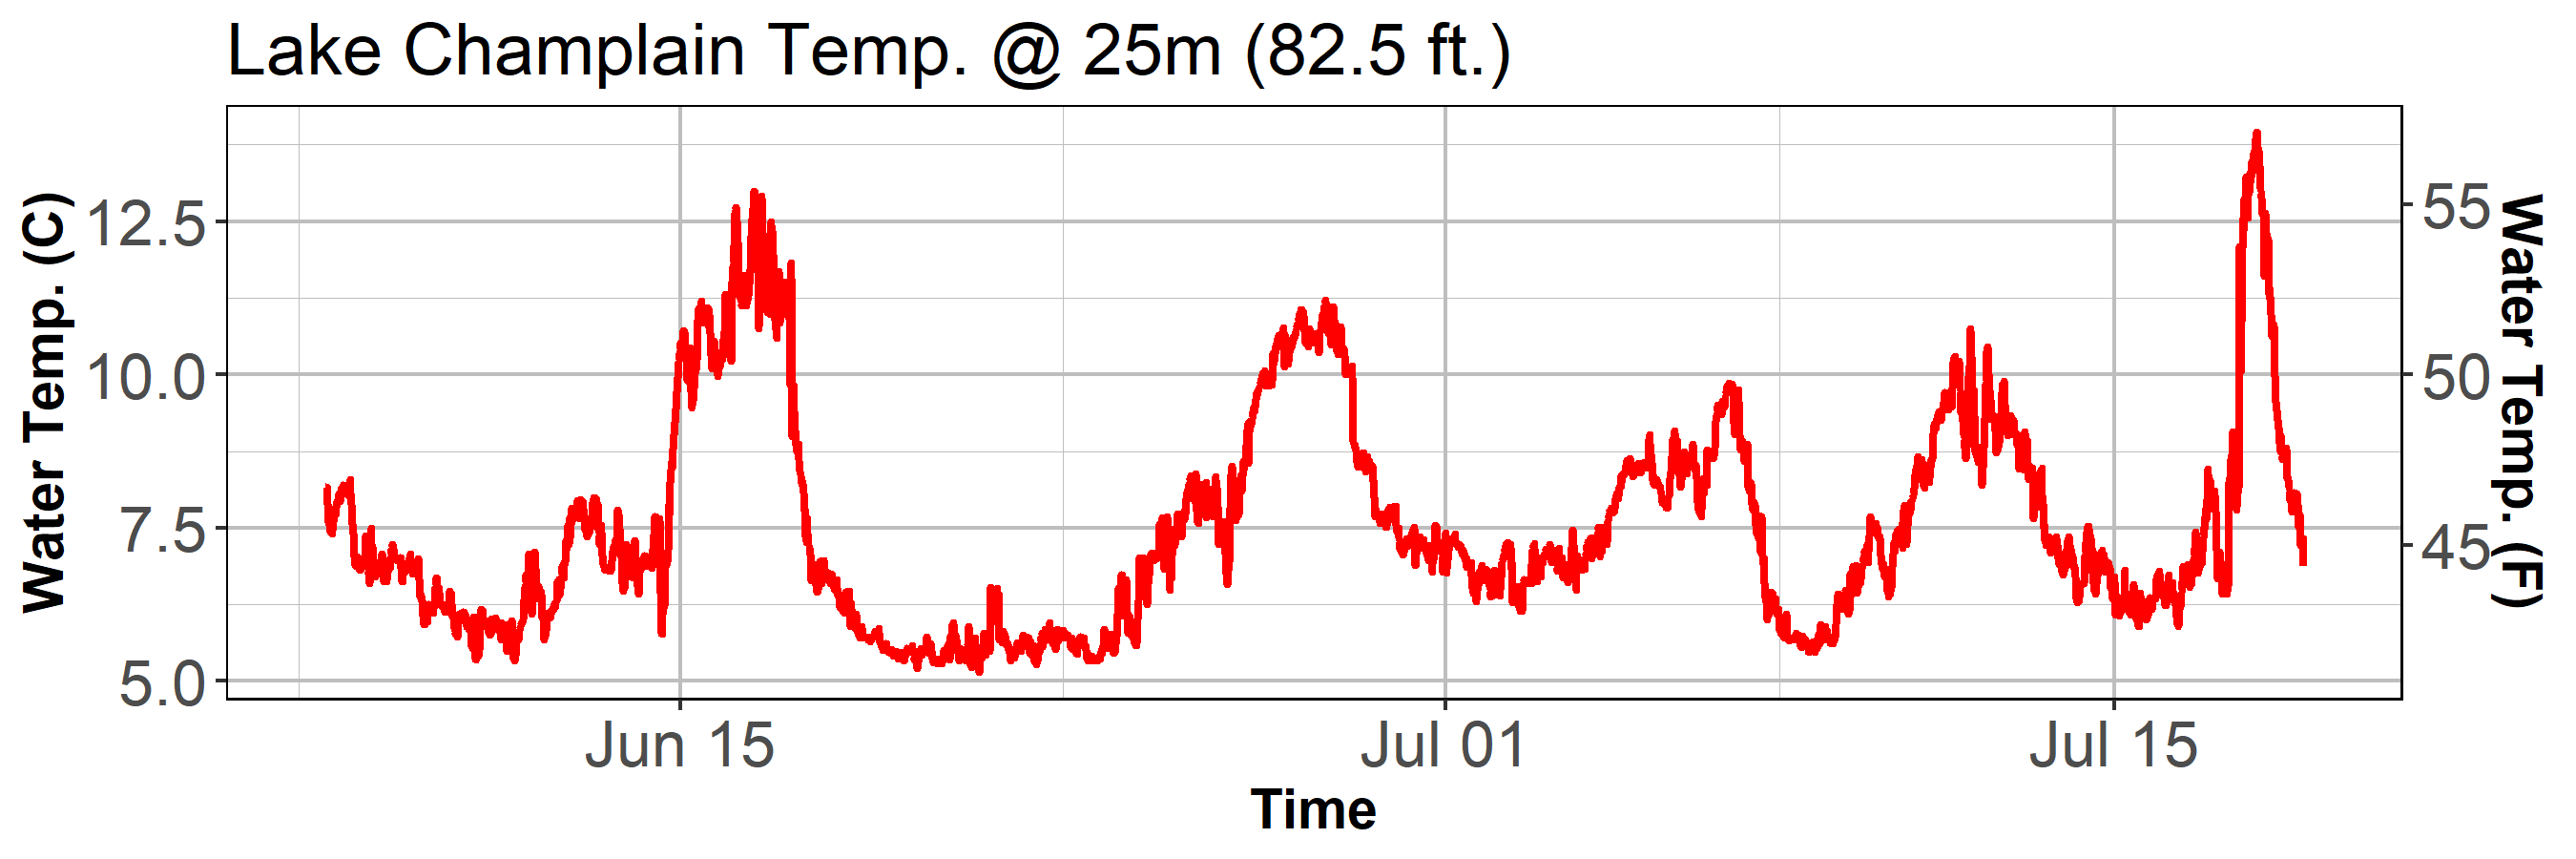 Lake Champlain Temp. @ 25m (82.5 ft.)
Water Temp. (C)
12.5
10.0
7.5
5.0
55
50
45
Water Temp. (F)
Jun 15
Jul 01
Jul 15
Time